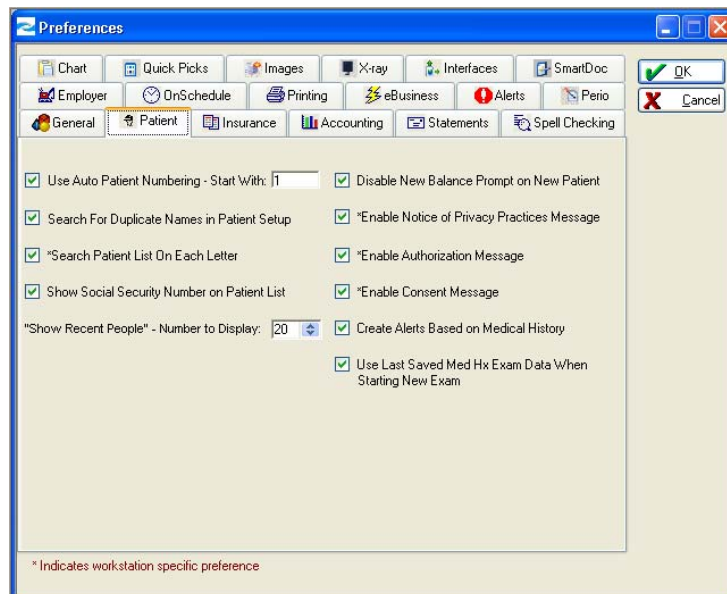 Preferences
Chart Quick Picks Images X-ray Interfaces SmartDoc
Employer OnSchedule Printing eBusiness Alerts Perio
General Patient Insurance Accounting Statements Spell Checking
OK
Cancel
Use Auto Patient Numbering - Start With: 1
Search For Duplicate Names in Patient Setup
*Search Patient List On Each Letter
Show Social Security Number on Patient List
"Show Recent People" - Number to Display: 20
Disable New Balance Prompt on New Patient
*Enable Notice of Privacy Practices Message
*Enable Authorization Message
*Enable Consent Message
Create Alerts Based on Medical History
Use Last Saved Med Hx Exam Data When
Starting New Exam
* Indicates workstation specific preference